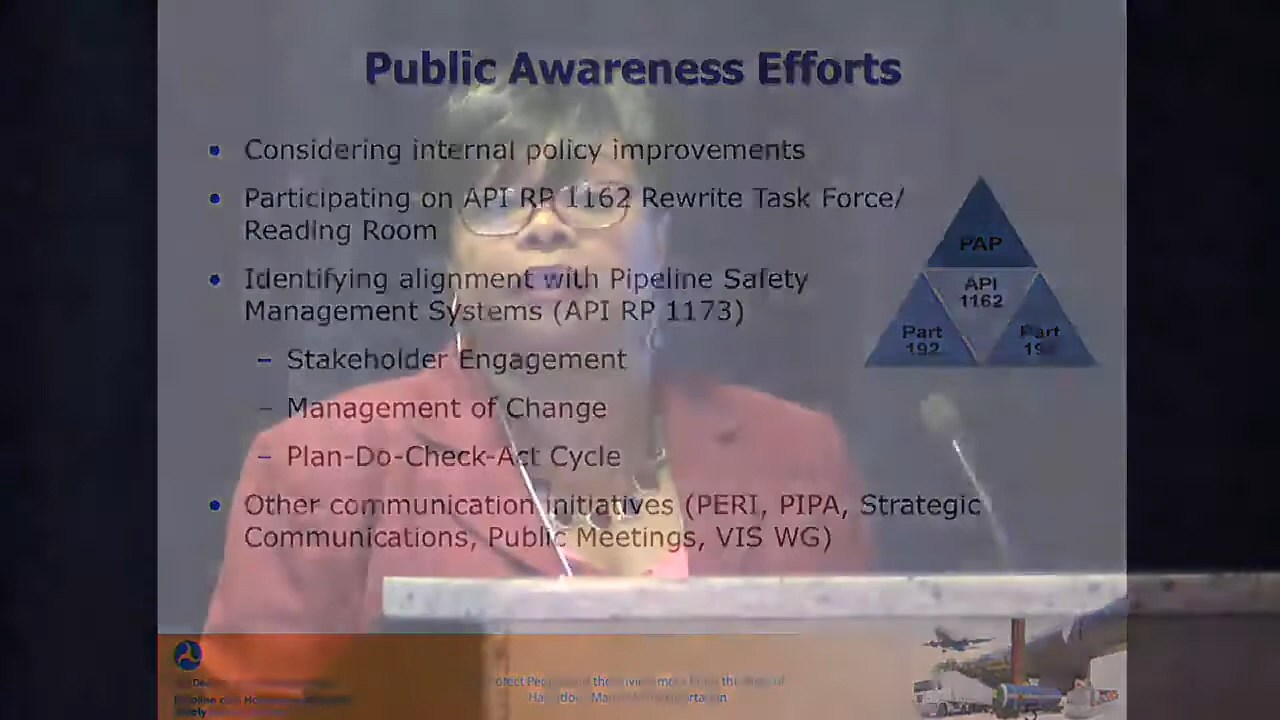 Public Awareness Efforts
• Considering internal policy improvements
• Participating on API RP 1162 Rewrite Task Force/
Reading Room
• Identifying alignment with Pipeline Safety
Management Systems (API RP 1173)
– Stakeholder Engagement
– Management of Change
– Plan-Do-Check-Act Cycle
• Other communication initiatives (PERI, PIPA, Strategic
Communications, Public Meetings, VIS WG)
PAP
API
1162
Part
192
Part